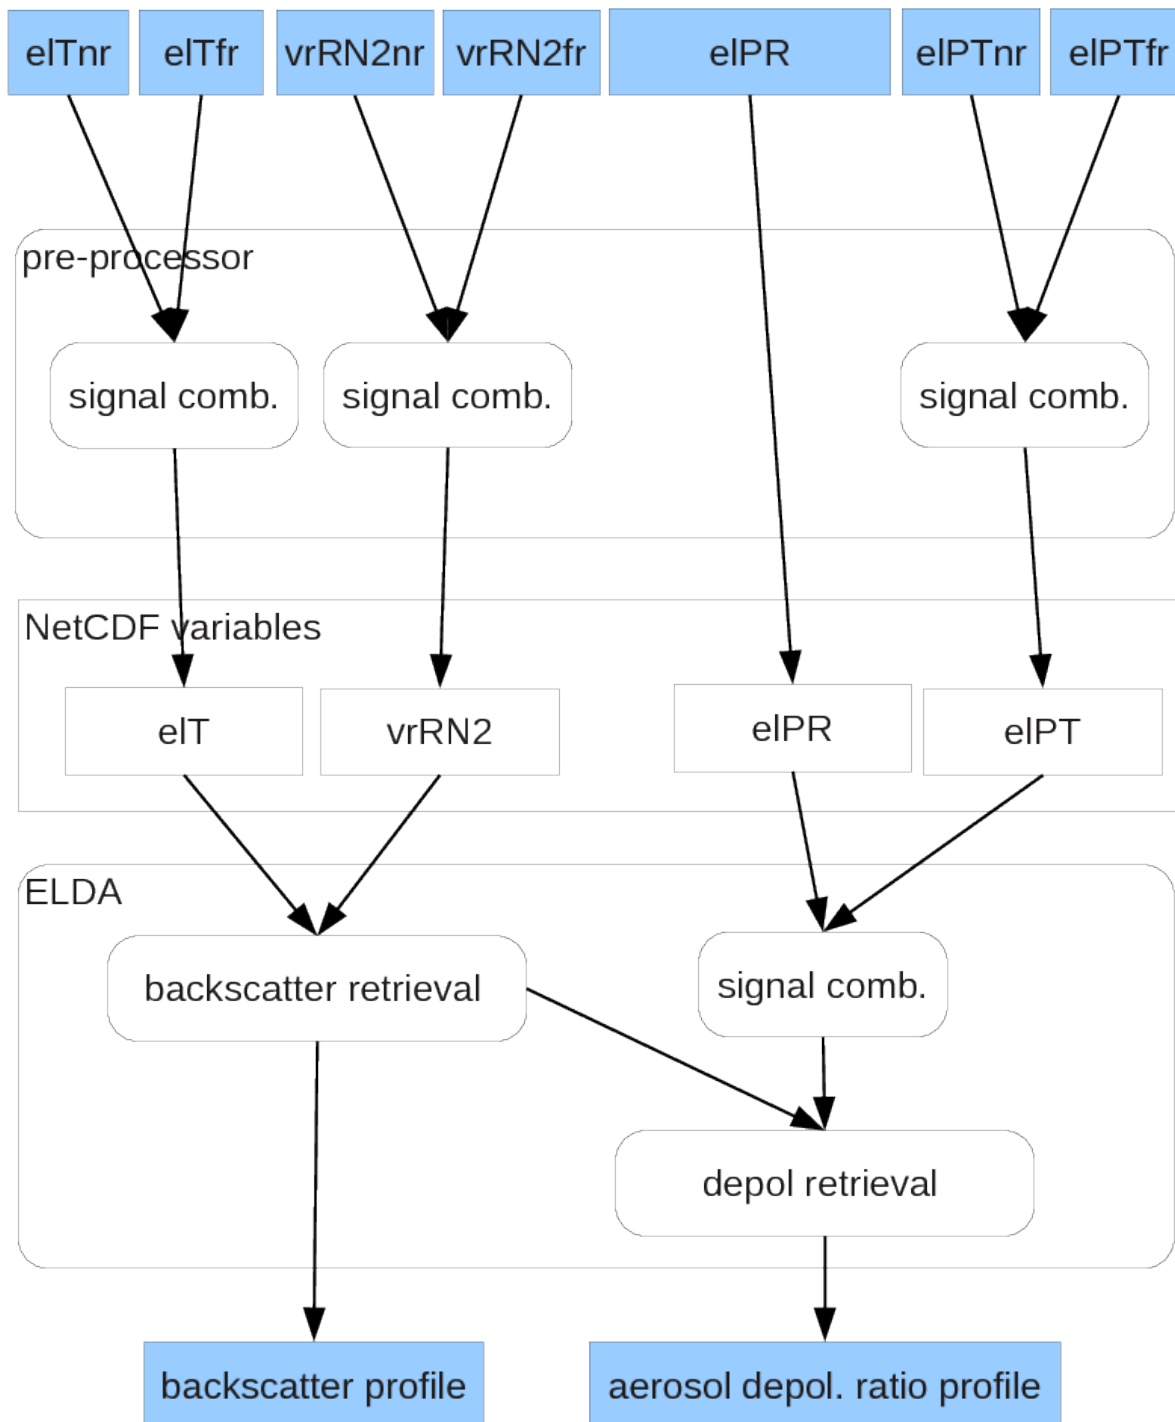 elTnr
elTfr
vrRN2nr
vrRN2fr
elPR
elPTnr
elPTfr
pre-processor
signal comb.
signal comb.
signal comb.
NetCDF variables
elT
vrRN2
elPR
elPT
ELDA
backscatter retrieval
signal comb.
depol retrieval
backscatter profile
aerosol depol. ratio profile